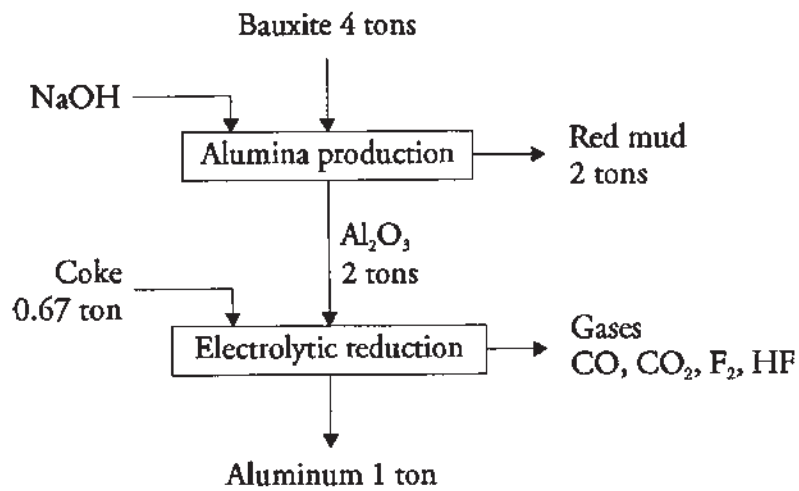 Bauxite 4 tons
NaOH
Alumina production
Red mud
2 tons
Al₂O₃
2 tons
Coke
0.67 ton
Electrolytic reduction
Gases
CO, CO₂, F₂, HF
Aluminum 1 ton